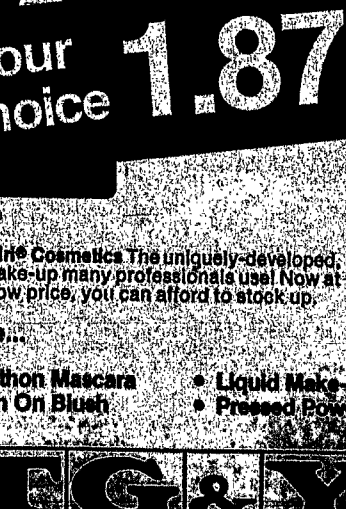 our 1.87
hoice
® Cosmetics The uniquely-developed,
ake-up many professionals use! Now at
ow price, you can afford to stock up.
...
thon Mascara • Liquid Make-
n On Blush • Pressed Pow
TG&Y